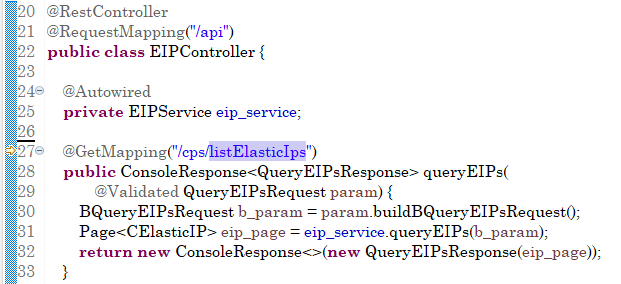 20 @RestController
21 @RequestMapping("/api")
22 public class EIPController {
23
24 @Autowired
25 private EIPService eip_service;
26
27 @GetMapping("/cps/listElasticIps")
28 public ConsoleResponse<QueryEIPsResponse> queryEIPs(
29 @Validated QueryEIPsRequest param) {
30 BQueryEIPsRequest b_param = param.buildBQueryEIPsRequest();
31 Page<CElasticIP> eip_page = eip_service.queryEIPs(b_param);
32 return new ConsoleResponse<>(new QueryEIPsResponse(eip_page));
33 }